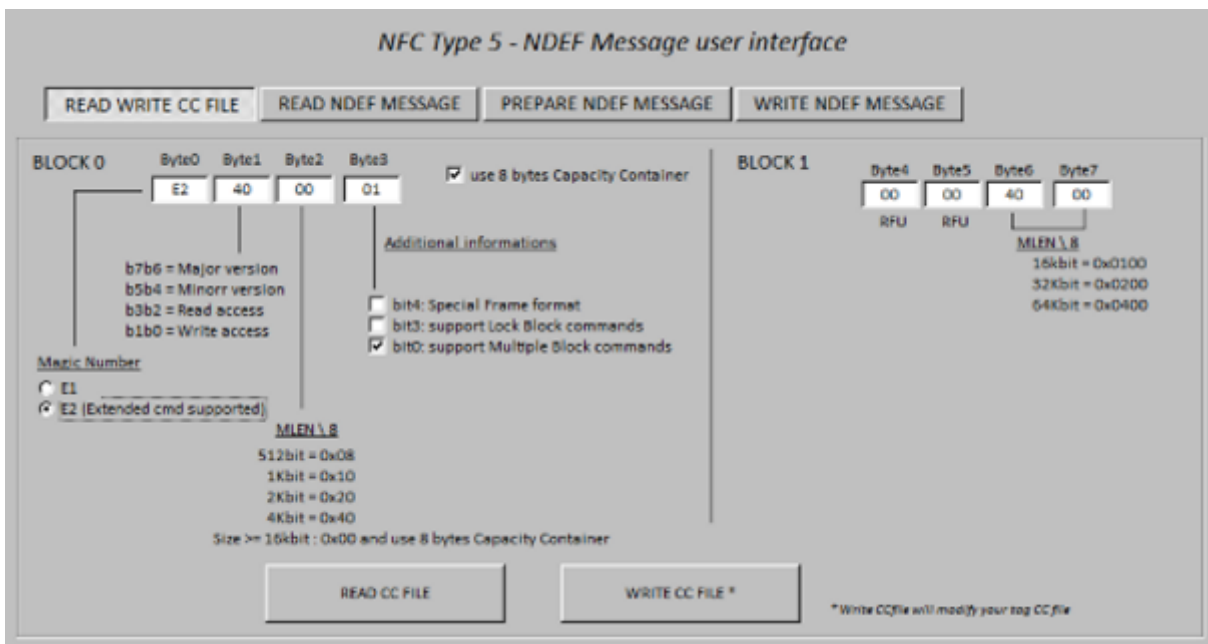 NFC Type 5 - NDEF Message user interface
READ WRITE CC FILE READ NDEF MESSAGE PREPARE NDEF MESSAGE WRITE NDEF MESSAGE
BLOCK 0
Byte0 Byte1 Byte2 Byte3
E2 40 00 01
use 8 bytes Capacity Container
Additional informations
b7b6 = Major version
b5b4 = Minorr version
b3b2 = Read access
b1b0 = Write access
bit4: Special Frame format
bit3: support Lock Block commands
bit0: support Multiple Block commands
Magic Number
E1
E2 (Extended cmd supported)
MLEN \ 8
512bit = 0x08
1Kbit = 0x10
2Kbit = 0x20
4Kbit = 0x40
Size >= 16kbit : 0x00 and use 8 bytes Capacity Container
BLOCK 1
Byte4 Byte5 Byte6 Byte7
00 00 40 00
RFU RFU
MLEN \ 8
16kbit = 0x0100
32Kbit = 0x0200
64Kbit = 0x0400
READ CC FILE WRITE CC FILE *
* Write CCfile will modify your tag CC file